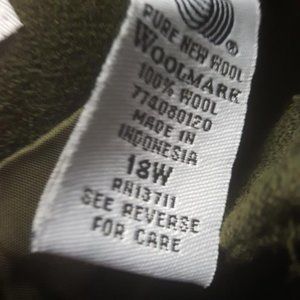 PURE NEW WOOL
®
WOOLMARK
100% WOOL
774080120
MADE IN
INDONESIA
18W
RN13711
SEE REVERSE
FOR CARE